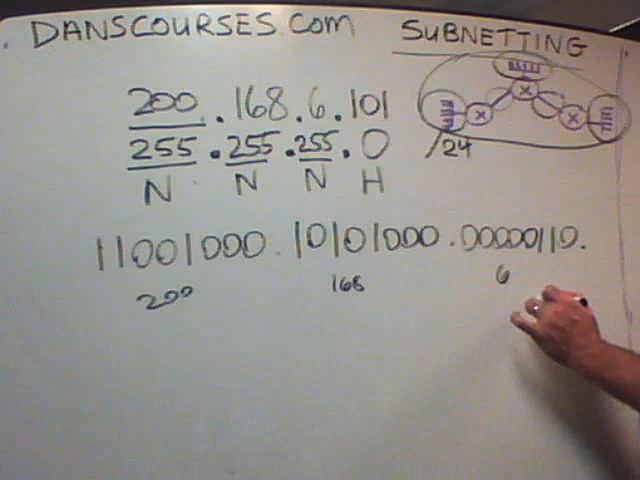 DANSCOURSES.COM
SUBNETTING
200.168.6.101
255.255.255.0
/24
N N N H
11001000.10101000.00000110.
200 168 6